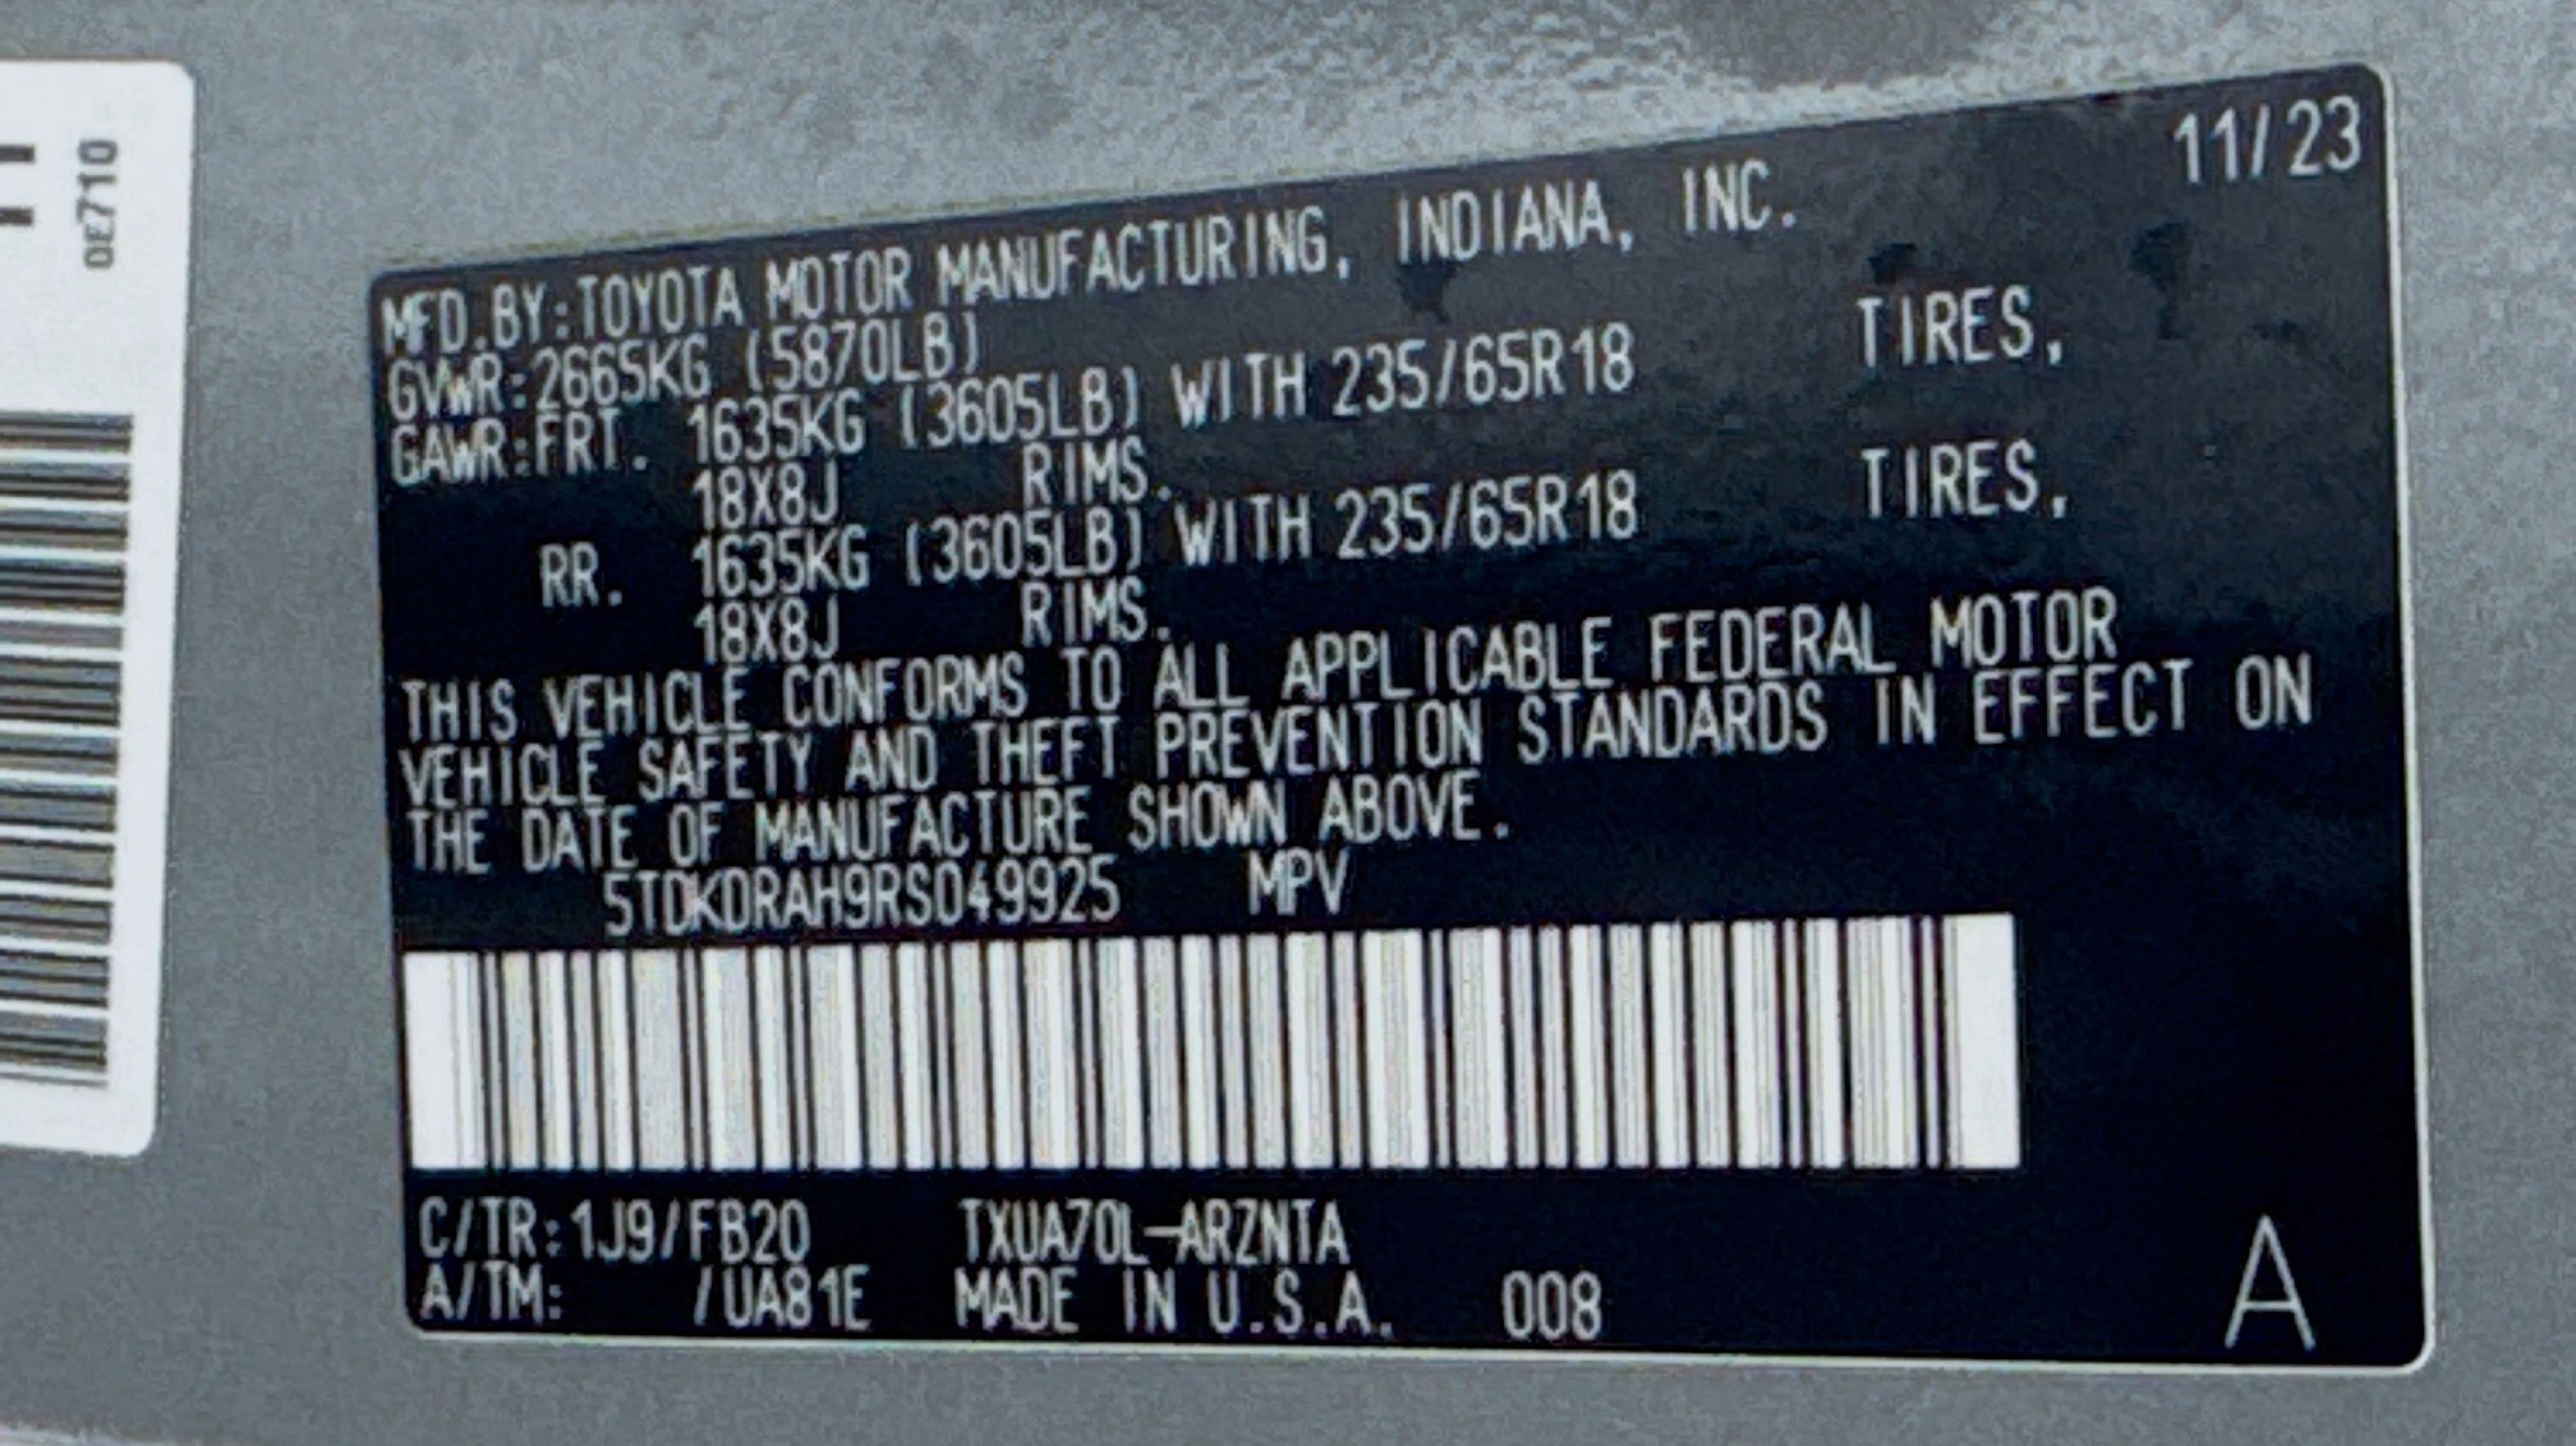 0E710
11/23
MFD.BY:TOYOTA MOTOR MANUFACTURING, INDIANA, INC.
GVWR:2665KG (5870LB)
GAWR:FRT. 1635KG (3605LB) WITH 235/65R18 TIRES,
18X8J RIMS.
RR. 1635KG (3605LB) WITH 235/65R18 TIRES,
18X8J RIMS.
THIS VEHICLE CONFORMS TO ALL APPLICABLE FEDERAL MOTOR
VEHICLE SAFETY AND THEFT PREVENTION STANDARDS IN EFFECT ON
THE DATE OF MANUFACTURE SHOWN ABOVE.
5TDKDRAH9RS049925 MPV
C/TR:1J9/FB20 TXUA70L-ARZNTA
A/TM: /UA81E MADE IN U.S.A. 008
A